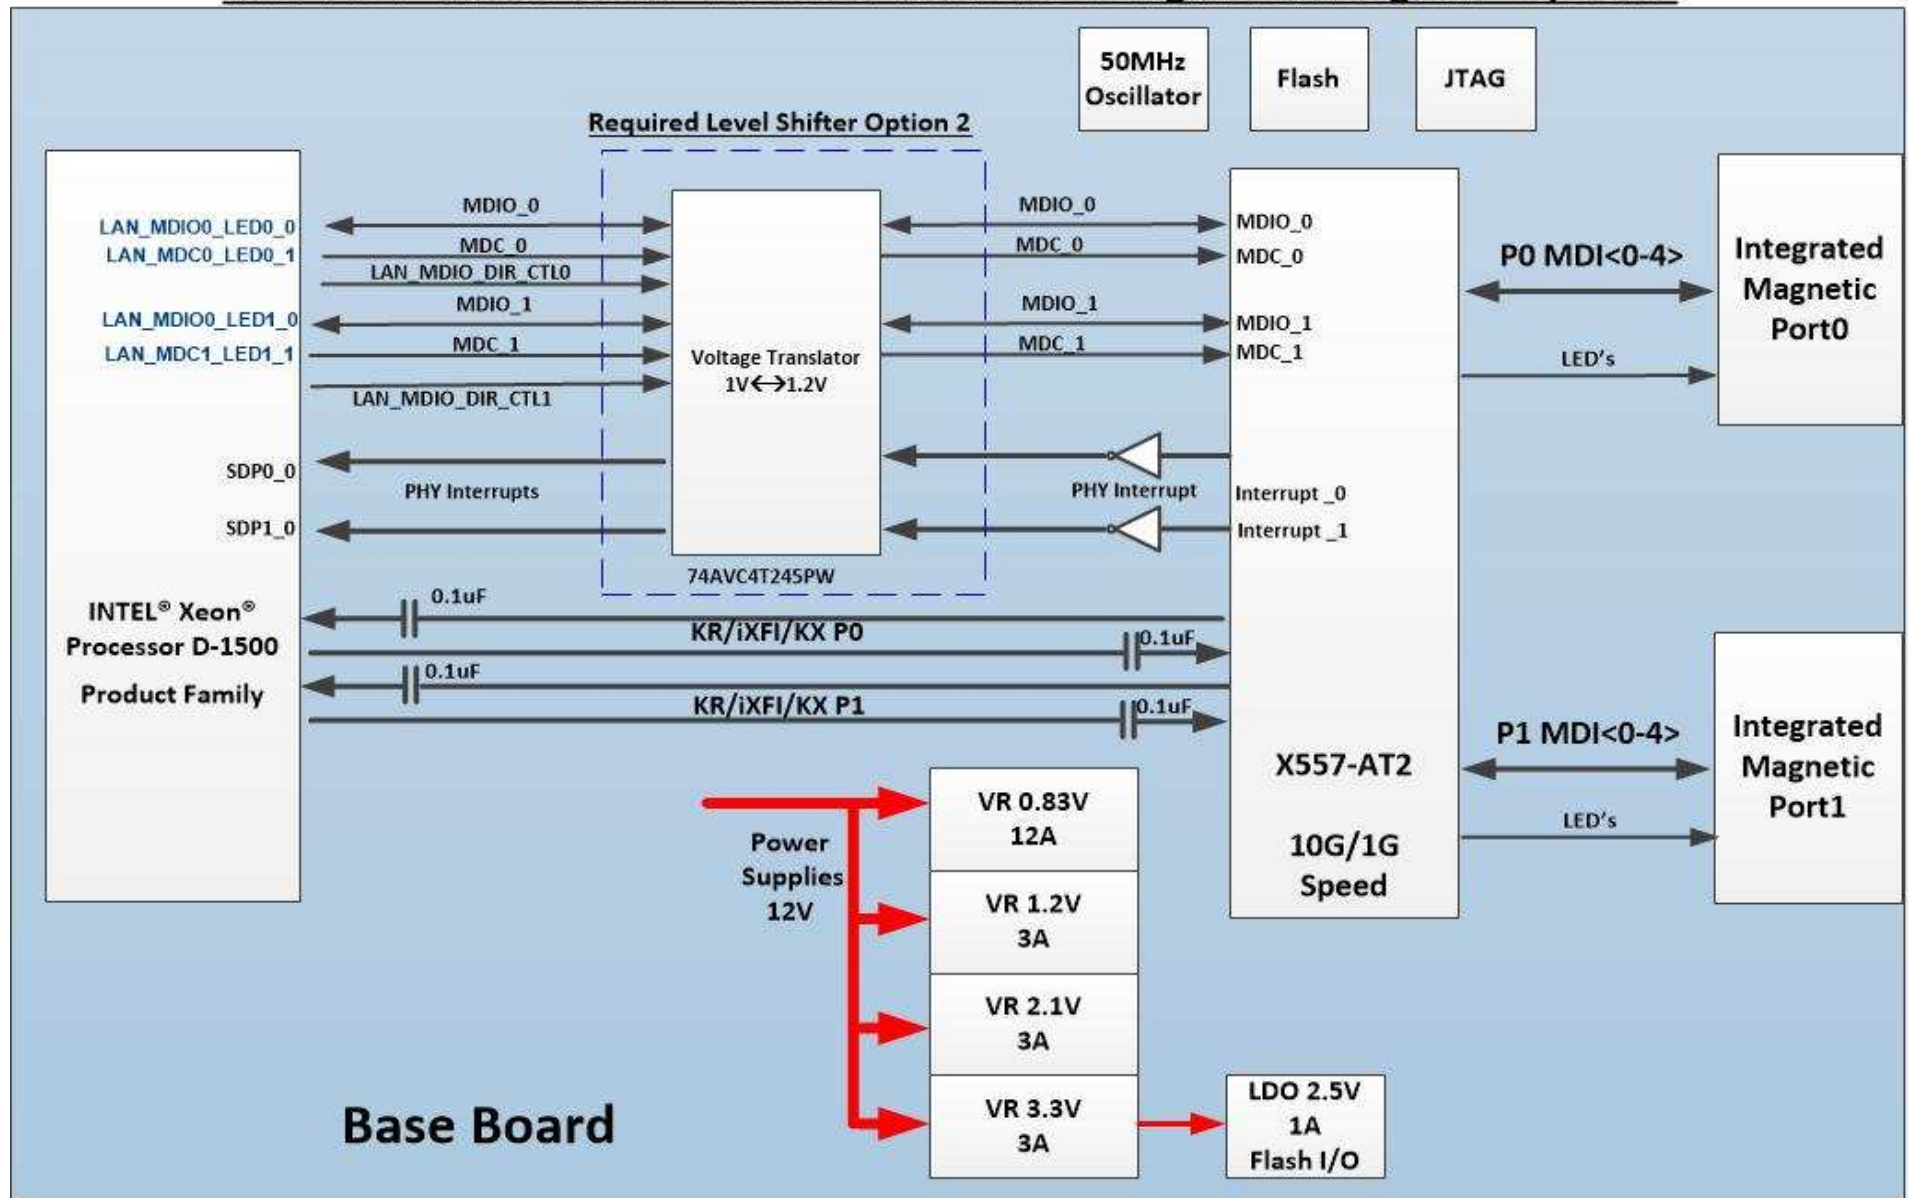 50MHz
Oscillator
Flash
JTAG
Required Level Shifter Option 2
LAN_MDIO0_LED0_0
LAN_MDC0_LED0_1
LAN_MDIO0_LED1_0
LAN_MDC1_LED1_1
SDP0_0
SDP1_0
INTEL® Xeon®
Processor D-1500
Product Family
MDIO_0
MDC_0
LAN_MDIO_DIR_CTL0
MDIO_1
MDC_1
LAN_MDIO_DIR_CTL1
PHY Interrupts
Voltage Translator
1V↔1.2V
74AVC4T245PW
MDIO_0
MDC_0
MDIO_1
MDC_1
PHY Interrupt
MDIO_0
MDC_0
MDIO_1
MDC_1
Interrupt _0
Interrupt _1
X557-AT2
10G/1G
Speed
0.1uF
KR/iXFI/KX P0
0.1uF
0.1uF
KR/iXFI/KX P1
0.1uF
P0 MDI<0-4>
LED's
Integrated
Magnetic
Port0
P1 MDI<0-4>
LED's
Integrated
Magnetic
Port1
Power
Supplies
12V
VR 0.83V
12A
VR 1.2V
3A
VR 2.1V
3A
VR 3.3V
3A
LDO 2.5V
1A
Flash I/O
Base Board